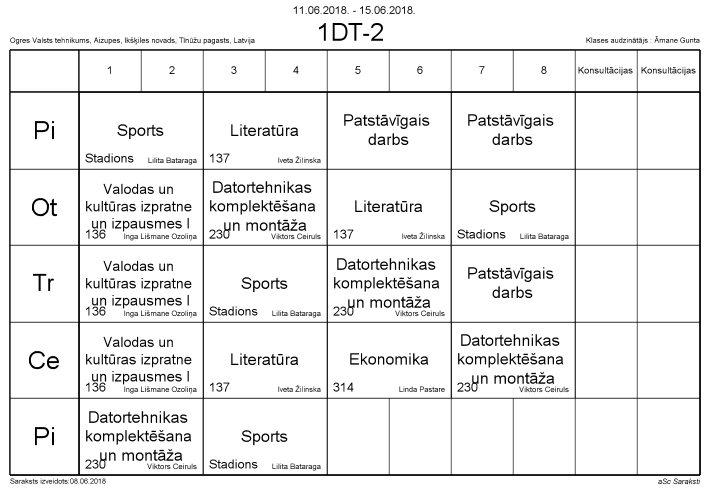 11.06.2018. - 15.06.2018.
1DT-2
Ogres Valsts tehnikums, Aizupes, Ikšķiles novads, Tīnūžu pagasts, Latvija
Klases audzinātājs : Āmane Gunta
1 2 3 4 5 6 7 8 Konsultācijas Konsultācijas
Pi
Sports
Stadions Lilita Bataraga
Literatūra
137 Iveta Žilinska
Patstāvīgais
darbs
Patstāvīgais
darbs
Ot
Valodas un
kultūras izpratne
un izpausmes I
136 Inga Lišmane Ozoliņa
Datortehnikas
komplektēšana
un montāža
230 Viktors Ceiruls
Literatūra
137 Iveta Žilinska
Sports
Stadions Lilita Bataraga
Tr
Valodas un
kultūras izpratne
un izpausmes I
136 Inga Lišmane Ozoliņa
Sports
Stadions Lilita Bataraga
Datortehnikas
komplektēšana
un montāža
230 Viktors Ceiruls
Patstāvīgais
darbs
Ce
Valodas un
kultūras izpratne
un izpausmes I
136 Inga Lišmane Ozoliņa
Literatūra
137 Iveta Žilinska
Ekonomika
314 Linda Pastare
Datortehnikas
komplektēšana
un montāža
230 Viktors Ceiruls
Pi
Datortehnikas
komplektēšana
un montāža
230 Viktors Ceiruls
Sports
Stadions Lilita Bataraga
Saraksts izveidots:08.06.2018
aSc Saraksti